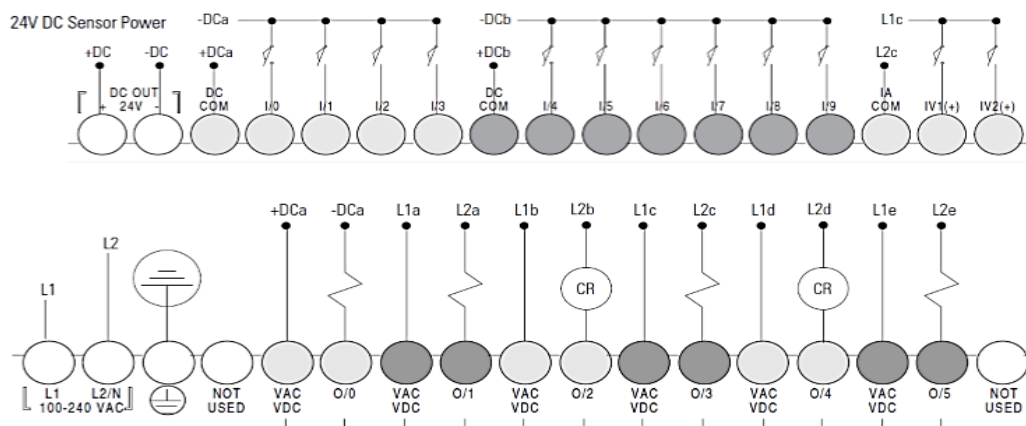 24V DC Sensor Power
-DCa
-DCb
L1c
+DC
-DC
+DCa
+DCb
L2c
DC OUT
+ 24V -
DC
COM
I/0
I/1
I/2
I/3
DC
COM
I/4
I/5
I/6
I/7
I/8
I/9
IA
COM
IV1(+)
IV2(+)
L1
L2
+DCa
-DCa
L1a
L2a
L1b
L2b
L1c
L2c
L1d
L2d
L1e
L2e
CR
CR
L1
L2/N
100-240 VAC
NOT
USED
VAC
VDC
O/0
VAC
VDC
O/1
VAC
VDC
O/2
VAC
VDC
O/3
VAC
VDC
O/4
VAC
VDC
O/5
NOT
USED